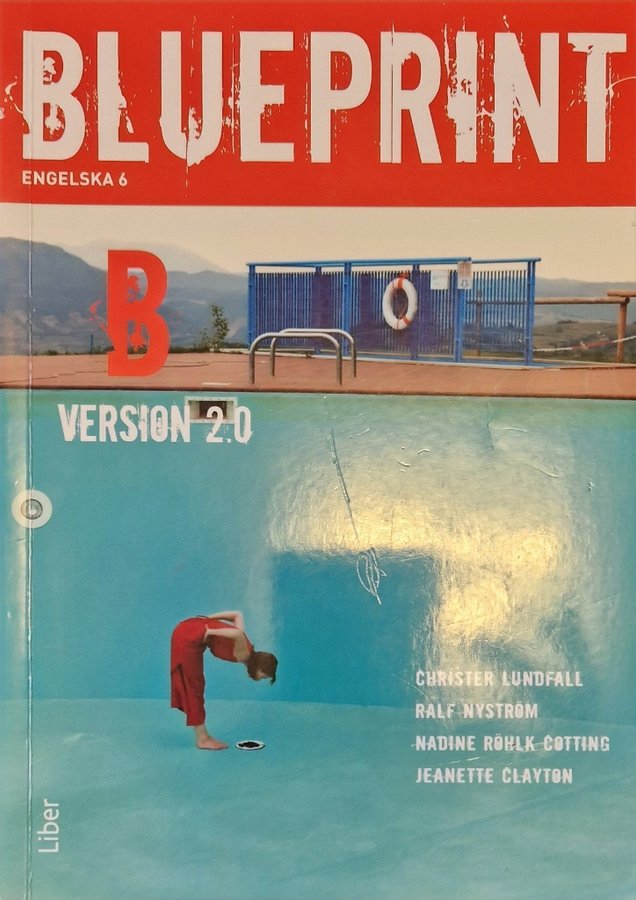 BLUEPRINT
ENGELSKA 6
B
VERSION 2.0
CHRISTER LUNDFALL
RALF NYSTRÖM
NADINE RÖHLK COTTING
JEANETTE CLAYTON
Liber